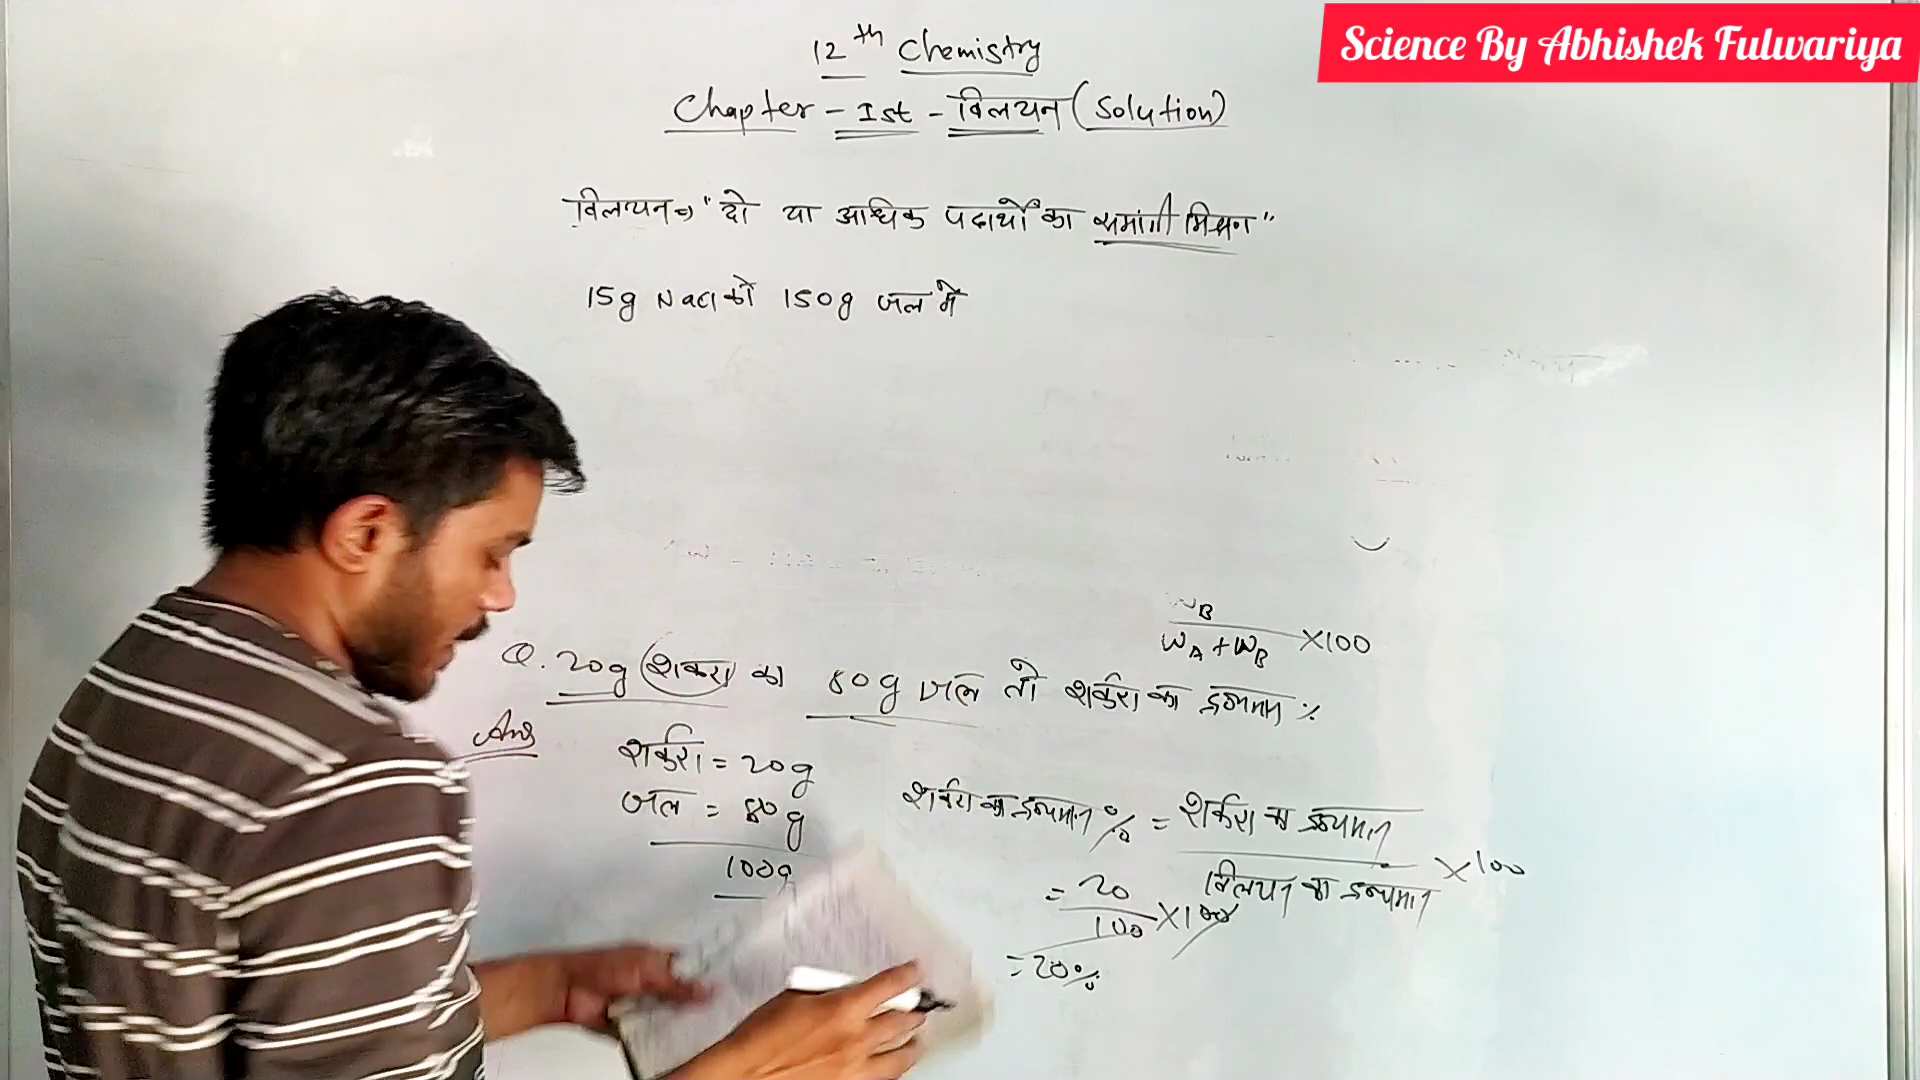 Science By Abhishek Fulwariya
12th Chemistry
Chapter - Ist - विलयन (Solution)
विलयन ⇒ "दो या अधिक पदार्थों का समांगी मिश्रण"
15g NaCl को 150g जल में
WB
WA + WB ×100
Q. 20g (शकरा) का 80g जल तो शर्करा का द्रव्यमान %
Ans
शर्करा = 20g
जल = 80g
100g
शर्करा का द्रव्यमान % = शर्करा का द्रव्यमान
विलयन का द्रव्यमान ×100
= 20
100 ×100
= 20%